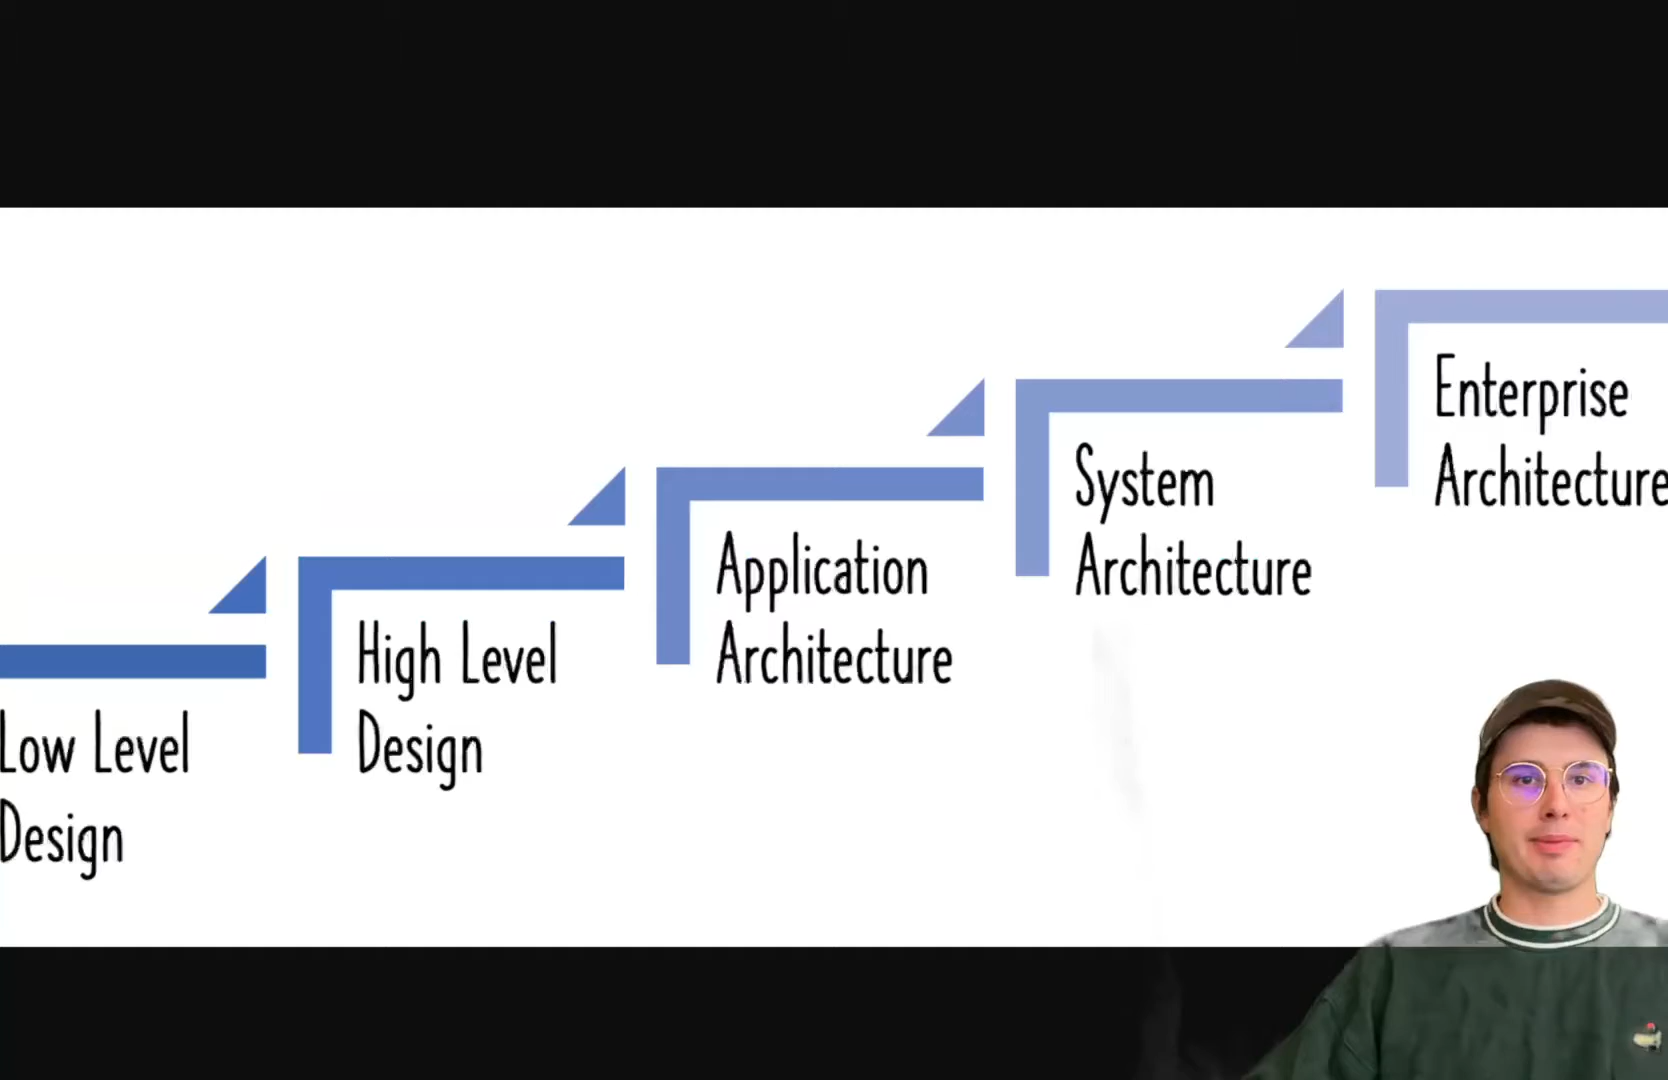 Low Level
Design
High Level
Design
Application
Architecture
System
Architecture
Enterprise
Architecture